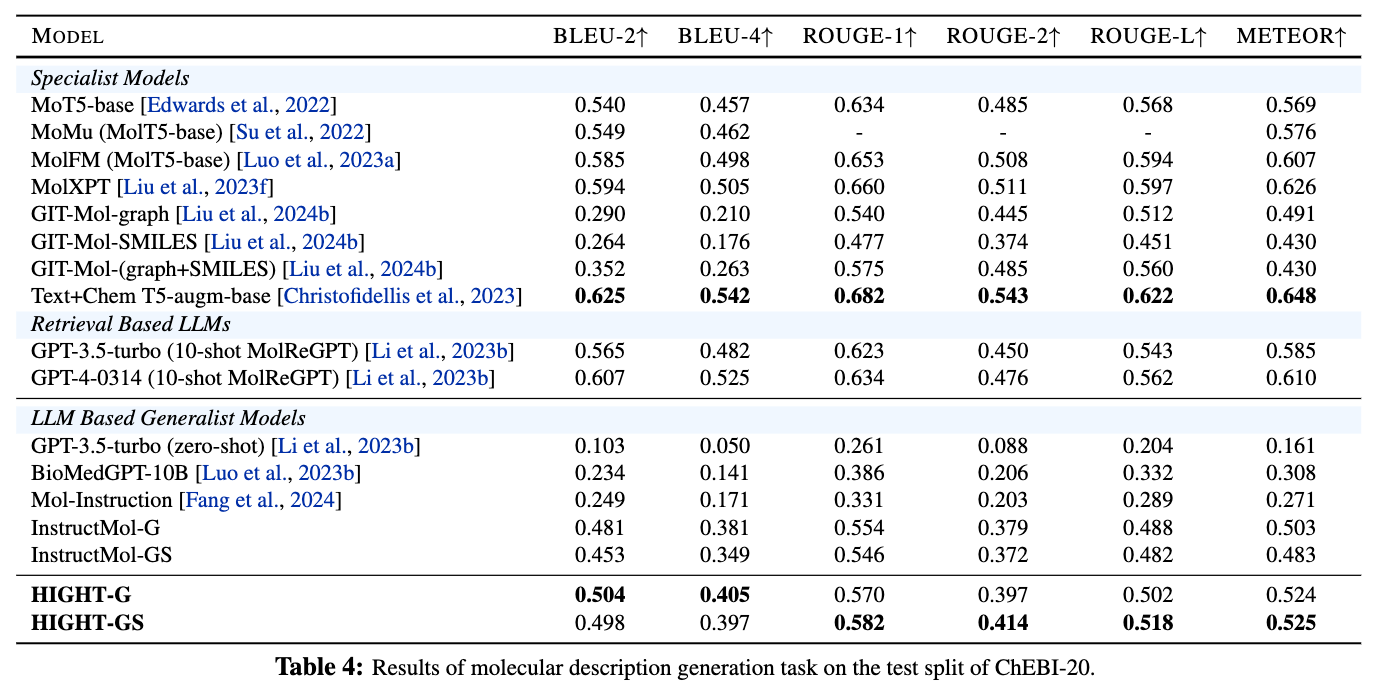 MODEL BLEU-2↑ BLEU-4↑ ROUGE-1↑ ROUGE-2↑ ROUGE-L↑ METEOR↑
Specialist Models
MoT5-base [Edwards et al., 2022] 0.540 0.457 0.634 0.485 0.568 0.569
MoMu (MolT5-base) [Su et al., 2022] 0.549 0.462 - - - 0.576
MolFM (MolT5-base) [Luo et al., 2023a] 0.585 0.498 0.653 0.508 0.594 0.607
MolXPT [Liu et al., 2023f] 0.594 0.505 0.660 0.511 0.597 0.626
GIT-Mol-graph [Liu et al., 2024b] 0.290 0.210 0.540 0.445 0.512 0.491
GIT-Mol-SMILES [Liu et al., 2024b] 0.264 0.176 0.477 0.374 0.451 0.430
GIT-Mol-(graph+SMILES) [Liu et al., 2024b] 0.352 0.263 0.575 0.485 0.560 0.430
Text+Chem T5-augm-base [Christofidellis et al., 2023] 0.625 0.542 0.682 0.543 0.622 0.648
Retrieval Based LLMs
GPT-3.5-turbo (10-shot MolReGPT) [Li et al., 2023b] 0.565 0.482 0.623 0.450 0.543 0.585
GPT-4-0314 (10-shot MolReGPT) [Li et al., 2023b] 0.607 0.525 0.634 0.476 0.562 0.610
LLM Based Generalist Models
GPT-3.5-turbo (zero-shot) [Li et al., 2023b] 0.103 0.050 0.261 0.088 0.204 0.161
BioMedGPT-10B [Luo et al., 2023b] 0.234 0.141 0.386 0.206 0.332 0.308
Mol-Instruction [Fang et al., 2024] 0.249 0.171 0.331 0.203 0.289 0.271
InstructMol-G 0.481 0.381 0.554 0.379 0.488 0.503
InstructMol-GS 0.453 0.349 0.546 0.372 0.482 0.483
HIGHT-G 0.504 0.405 0.570 0.397 0.502 0.524
HIGHT-GS 0.498 0.397 0.582 0.414 0.518 0.525
Table 4: Results of molecular description generation task on the test split of ChEBI-20.